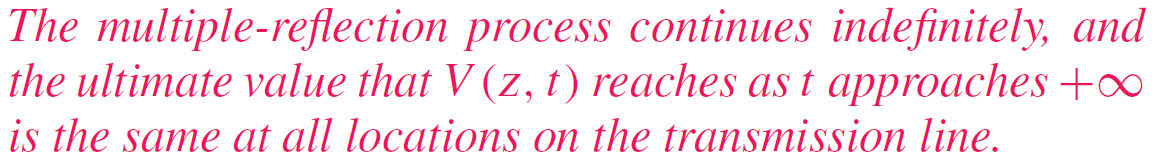 The multiple-reflection process continues indefinitely, and
the ultimate value that V(z, t) reaches as t approaches +∞
is the same at all locations on the transmission line.